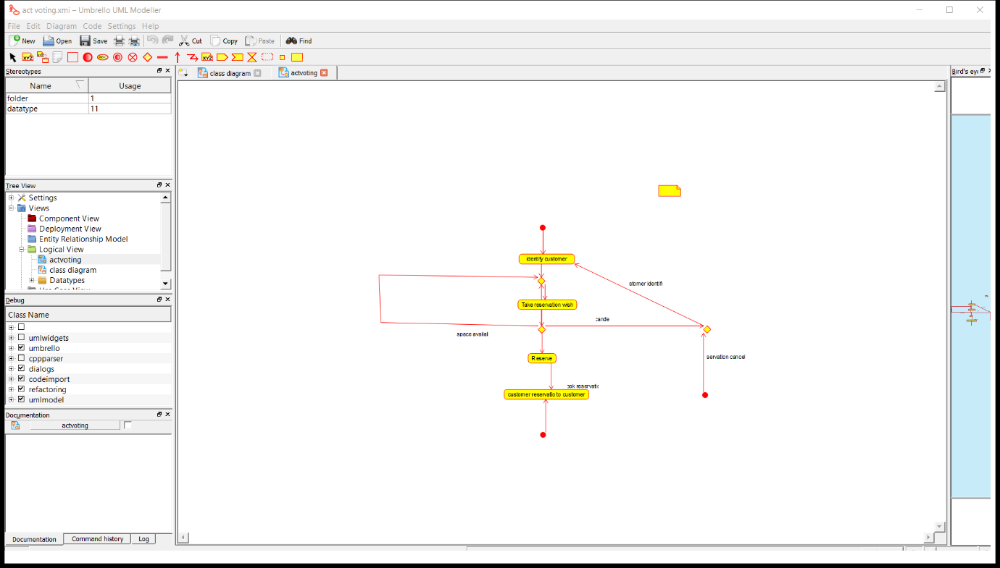 act voting.xmi – Umbrello UML Modeller
File Edit Diagram Code Settings Help
New Open Save Cut Copy Paste Find
XYZ ABC XYZ
Stereotypes
Name Usage
folder 1
datatype 11
Tree View
Settings
Views
Component View
Deployment View
Entity Relationship Model
Logical View
actvoting
class diagram
Datatypes
Debug
Class Name
umlwidgets
umbrello
cppparser
dialogs
codeimport
refactoring
umlmodel
Documentation
actvoting
Documentation Command history Log
class diagram actvoting
identify customer
stomer identifi
Take reservation wish
space availat
Reserve
servation cancel
ook reservatic
customer reservatio to customer
Bird's eye